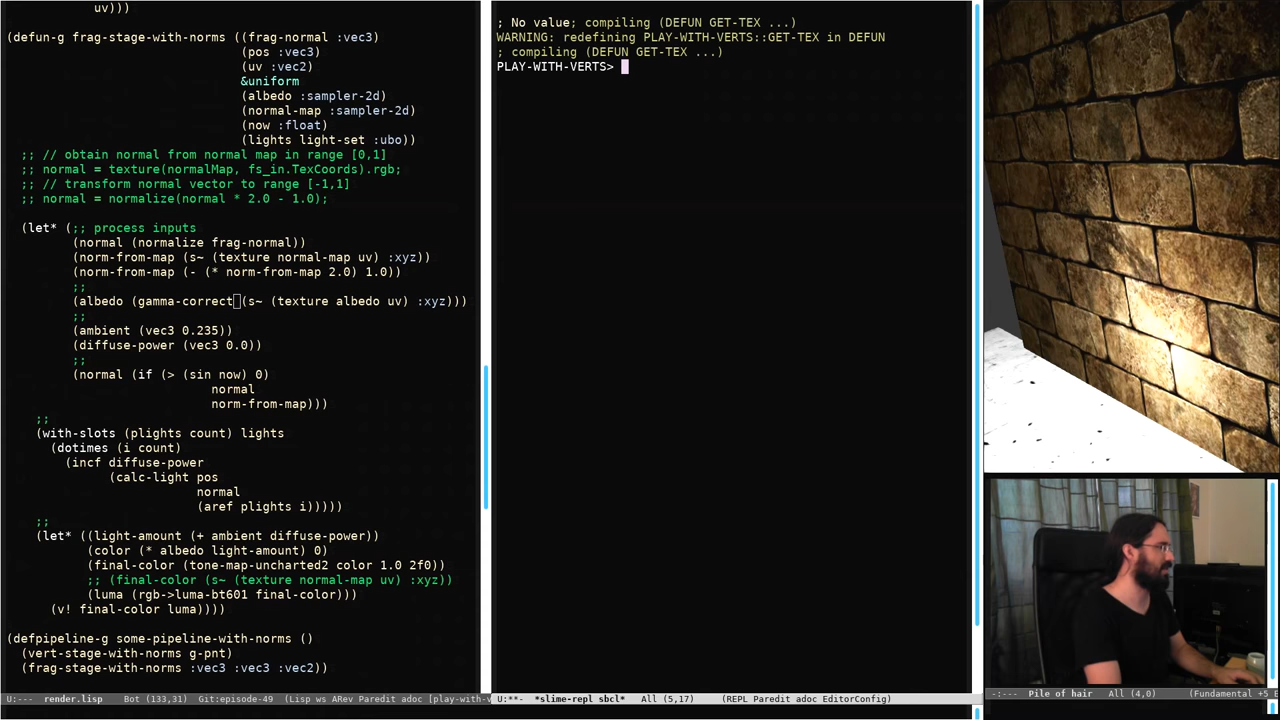 uv)))
(defun-g frag-stage-with-norms ((frag-normal :vec3)
(pos :vec3)
(uv :vec2)
&uniform
(albedo :sampler-2d)
(normal-map :sampler-2d)
(now :float)
(lights light-set :ubo))
;; // obtain normal from normal map in range [0,1]
;; normal = texture(normalMap, fs_in.TexCoords).rgb;
;; // transform normal vector to range [-1,1]
;; normal = normalize(normal * 2.0 - 1.0);
(let* (;; process inputs
(normal (normalize frag-normal))
(norm-from-map (s~ (texture normal-map uv) :xyz))
(norm-from-map (- (* norm-from-map 2.0) 1.0))
;;
(albedo (gamma-correct (s~ (texture albedo uv) :xyz)))
;;
(ambient (vec3 0.235))
(diffuse-power (vec3 0.0))
;;
(normal (if (> (sin now) 0)
normal
norm-from-map)))
;;
(with-slots (plights count) lights
(dotimes (i count)
(incf diffuse-power
(calc-light pos
normal
(aref plights i)))))
;;
(let* ((light-amount (+ ambient diffuse-power))
(color (* albedo light-amount) 0)
(final-color (tone-map-uncharted2 color 1.0 2f0))
;; (final-color (s~ (texture normal-map uv) :xyz))
(luma (rgb->luma-bt601 final-color)))
(v! final-color luma))))
(defpipeline-g some-pipeline-with-norms ()
(vert-stage-with-norms g-pnt)
(frag-stage-with-norms :vec3 :vec3 :vec2))
U:--- render.lisp Bot (133,31) Git:episode-49 (Lisp ws ARev Paredit adoc [play-with-v
; No value; compiling (DEFUN GET-TEX ...)
WARNING: redefining PLAY-WITH-VERTS::GET-TEX in DEFUN
; compiling (DEFUN GET-TEX ...)
PLAY-WITH-VERTS>
U:**- *slime-repl sbcl* All (5,17) (REPL Paredit adoc EditorConfig)
-:--- Pile of hair All (4,0) (Fundamental +5 E